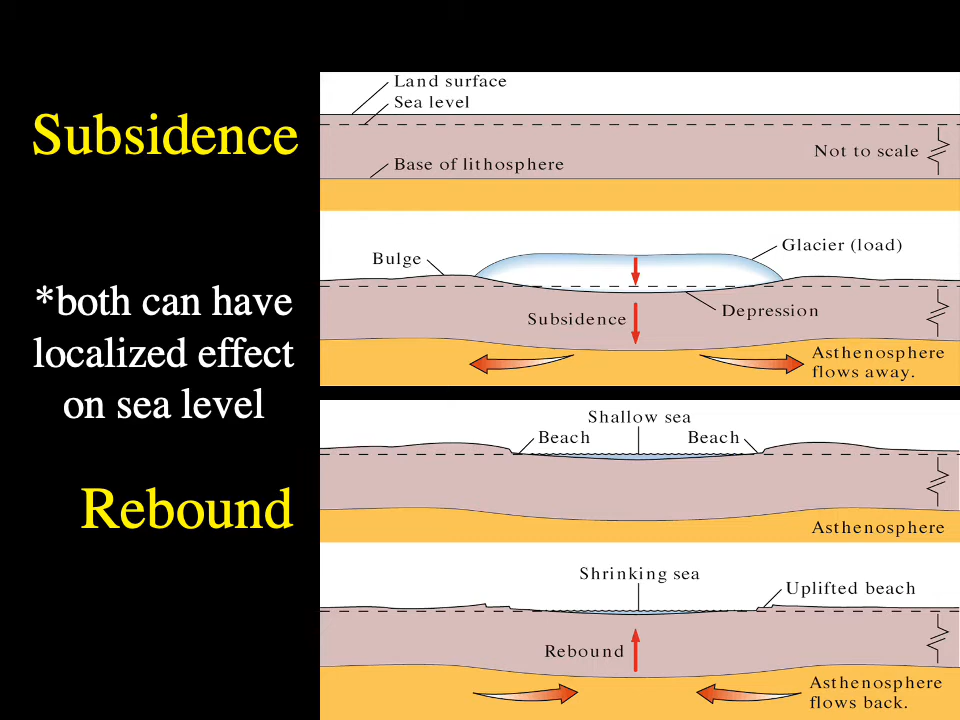 Subsidence
Land surface
Sea level
Base of lithosphere
Not to scale
Bulge
Glacier (load)
Subsidence
Depression
Asthenosphere
flows away.
*both can have
localized effect
on sea level
Rebound
Shallow sea
Beach
Beach
Asthenosphere
Shrinking sea
Uplifted beach
Rebound
Asthenosphere
flows back.